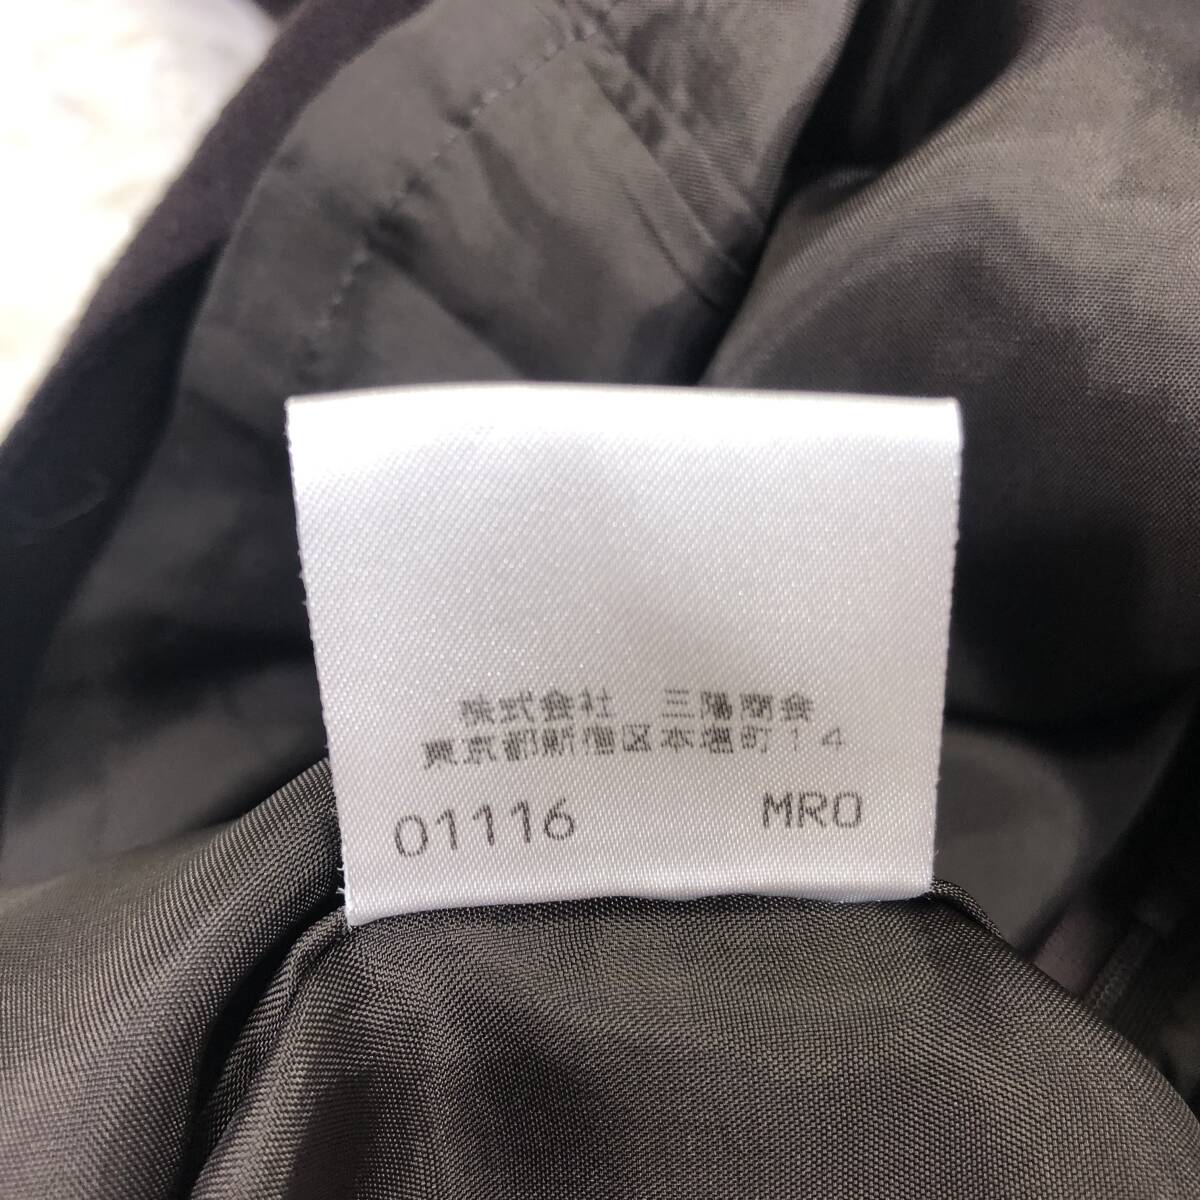 株式会社　三陽商会
東京都新宿区本塩町14
01116 MRO